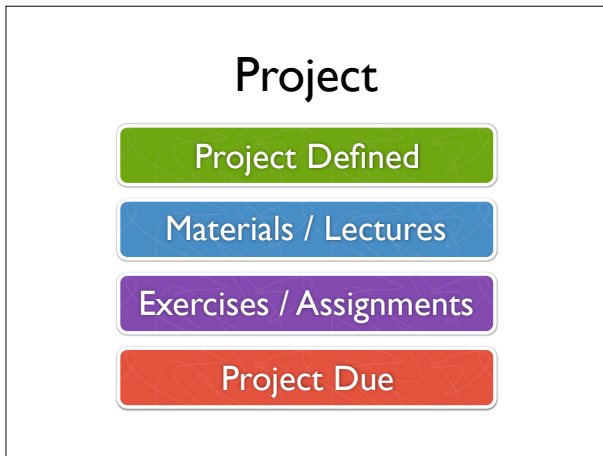 Project
Project Defined
Materials / Lectures
Exercises / Assignments
Project Due